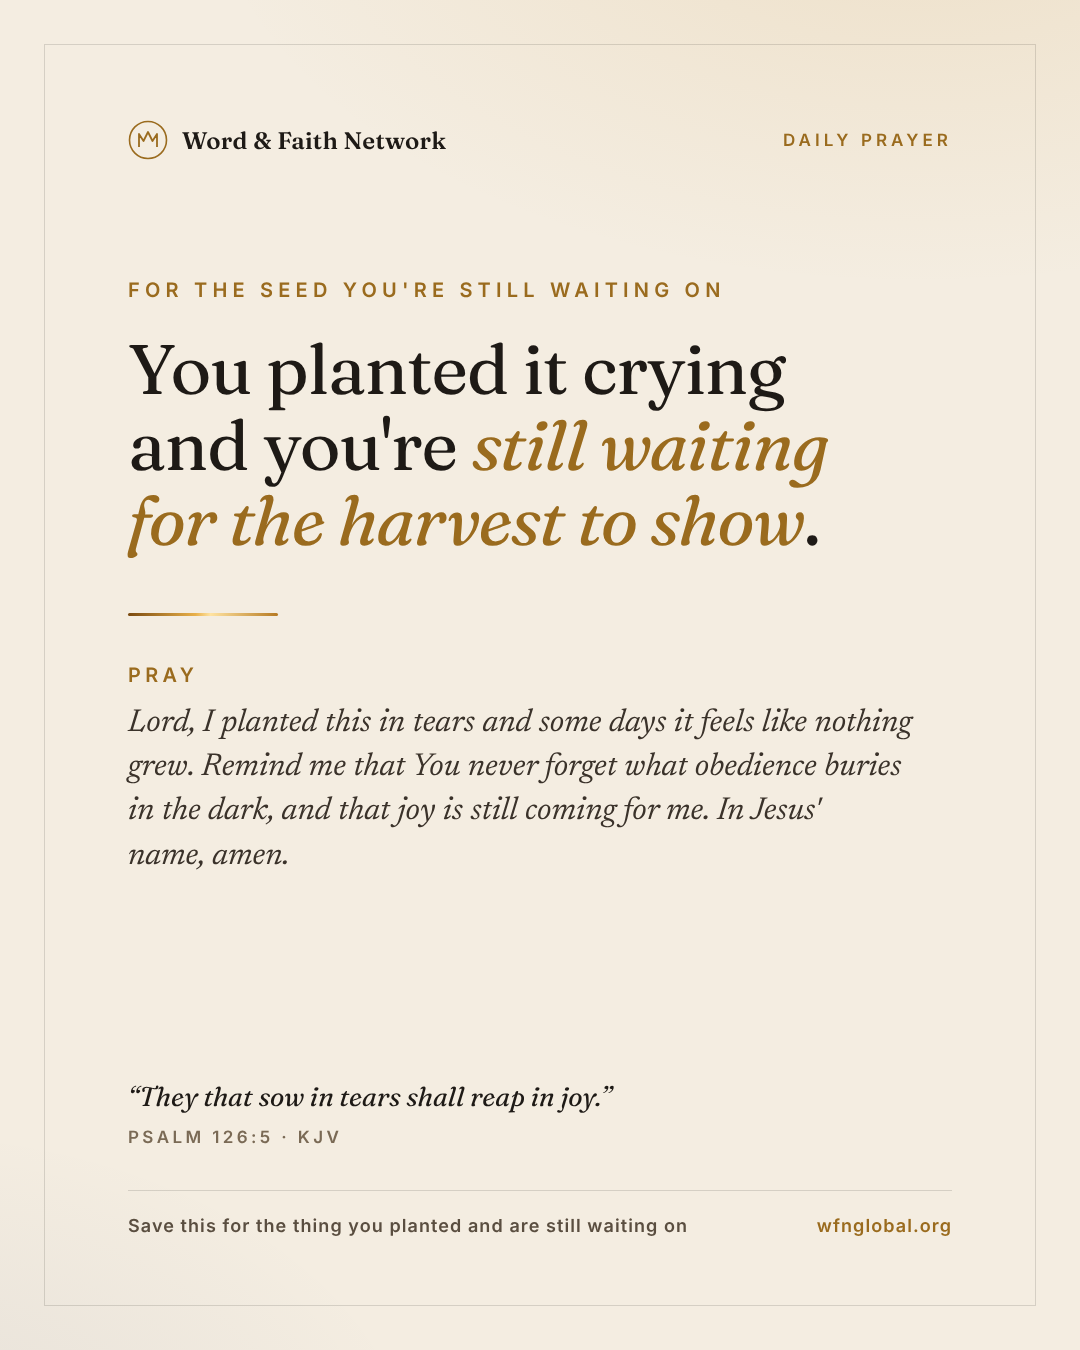 Word & Faith Network
DAILY PRAYER
FOR THE SEED YOU'RE STILL WAITING ON
You planted it crying
and you're still waiting
for the harvest to show.
PRAY
Lord, I planted this in tears and some days it feels like nothing
grew. Remind me that You never forget what obedience buries
in the dark, and that joy is still coming for me. In Jesus'
name, amen.
“They that sow in tears shall reap in joy.”
PSALM 126:5 · KJV
Save this for the thing you planted and are still waiting on
wfnglobal.org